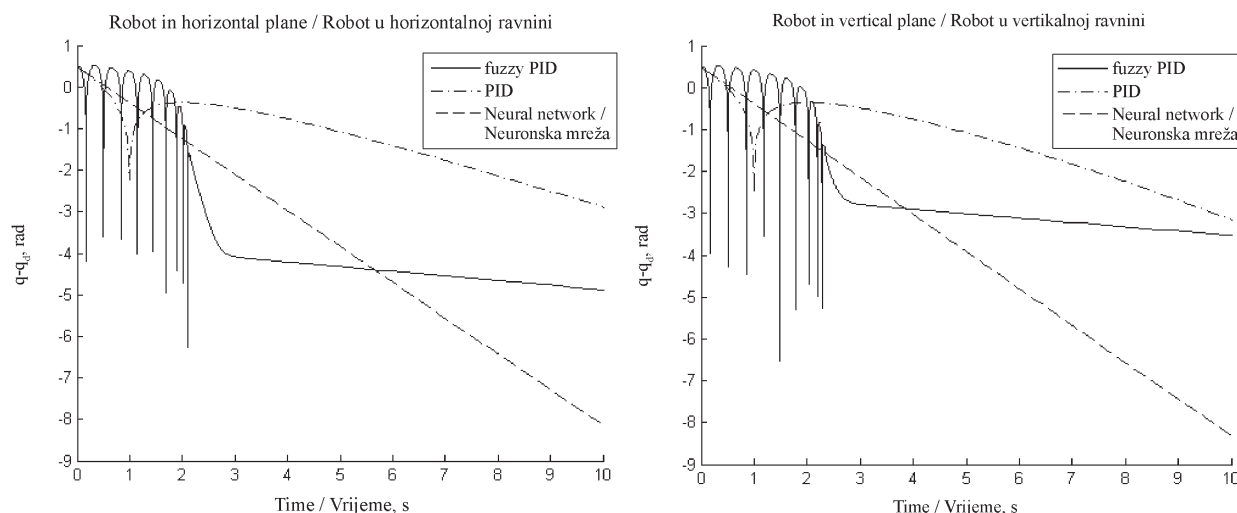 Robot in horizontal plane / Robot u horizontalnoj ravnini
1
0
-1
-2
-3
-4
-5
-6
-7
-8
-9
q-qd, rad
fuzzy PID
PID
Neural network /
Neuronska mreža
0 1 2 3 4 5 6 7 8 9 10
Time / Vrijeme, s
Robot in vertical plane / Robot u vertikalnoj ravnini
1
0
-1
-2
-3
-4
-5
-6
-7
-8
-9
q-qd, rad
fuzzy PID
PID
Neural network /
Neuronska mreža
0 1 2 3 4 5 6 7 8 9 10
Time / Vrijeme, s